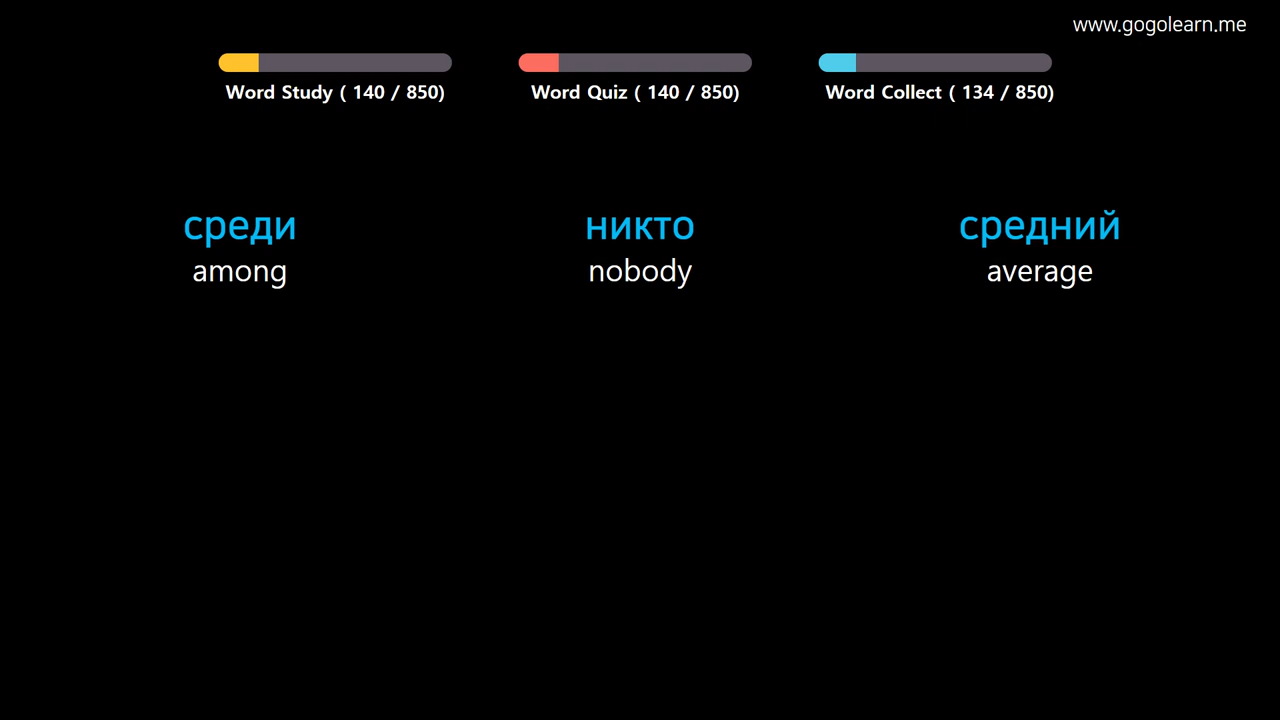 www.gogolearn.me
Word Study ( 140 / 850)
Word Quiz ( 140 / 850)
Word Collect ( 134 / 850)
среди
among
никто
nobody
средний
average